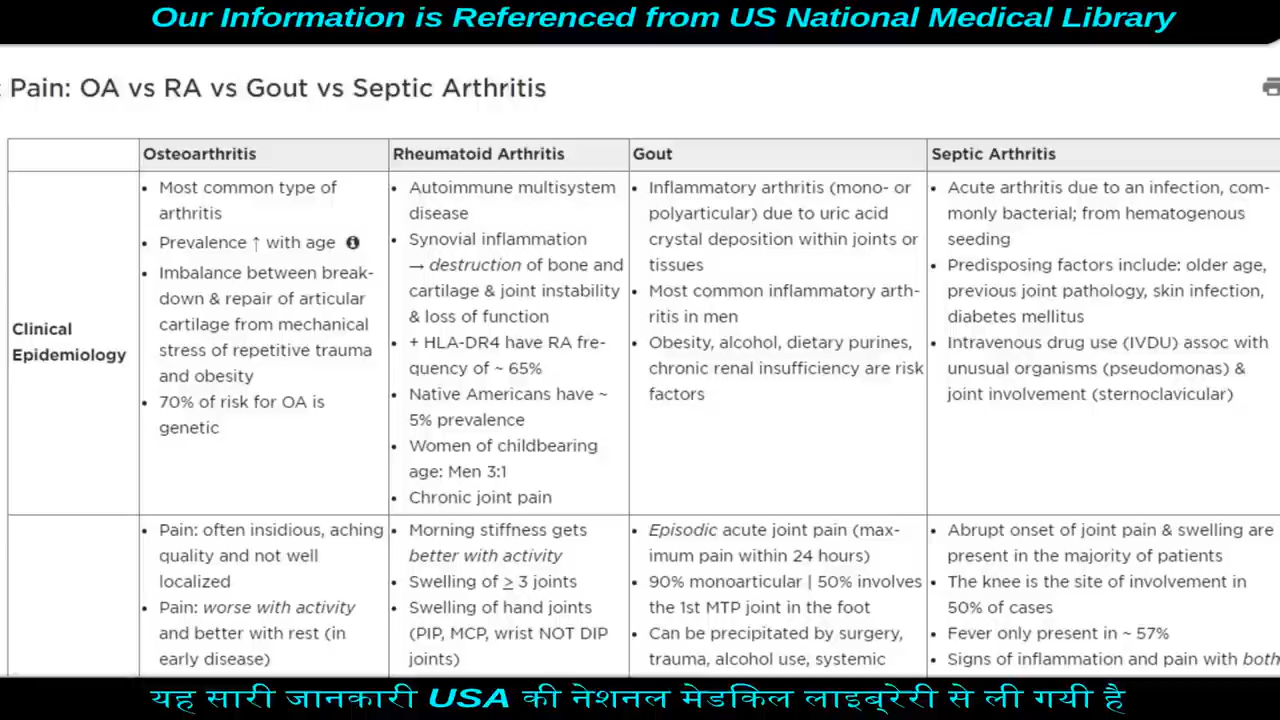 Our Information is Referenced from US National Medical Library
: Pain: OA vs RA vs Gout vs Septic Arthritis
Osteoarthritis
Rheumatoid Arthritis
Gout
Septic Arthritis
Clinical
Epidemiology
• Most common type of
arthritis
• Prevalence ↑ with age
• Imbalance between break-
down & repair of articular
cartilage from mechanical
stress of repetitive trauma
and obesity
• 70% of risk for OA is
genetic
• Autoimmune multisystem
disease
• Synovial inflammation
→ destruction of bone and
cartilage & joint instability
& loss of function
• + HLA-DR4 have RA fre-
quency of ~ 65%
• Native Americans have ~
5% prevalence
• Women of childbearing
age: Men 3:1
• Chronic joint pain
• Inflammatory arthritis (mono- or
polyarticular) due to uric acid
crystal deposition within joints or
tissues
• Most common inflammatory arth-
ritis in men
• Obesity, alcohol, dietary purines,
chronic renal insufficiency are risk
factors
• Acute arthritis due to an infection, com-
monly bacterial; from hematogenous
seeding
• Predisposing factors include: older age,
previous joint pathology, skin infection,
diabetes mellitus
• Intravenous drug use (IVDU) assoc with
unusual organisms (pseudomonas) &
joint involvement (sternoclavicular)
• Pain: often insidious, aching
quality and not well
localized
• Pain: worse with activity
and better with rest (in
early disease)
• Morning stiffness gets
better with activity
• Swelling of ≥ 3 joints
• Swelling of hand joints
(PIP, MCP, wrist NOT DIP
joints)
• Episodic acute joint pain (max-
imum pain within 24 hours)
• 90% monoarticular | 50% involves
the 1st MTP joint in the foot
• Can be precipitated by surgery,
trauma, alcohol use, systemic
• Abrupt onset of joint pain & swelling are
present in the majority of patients
• The knee is the site of involvement in
50% of cases
• Fever only present in ~ 57%
• Signs of inflammation and pain with both
यह सारी जानकारी USA की नेशनल मेडकिल लाइब्रेरी से ली गयी है